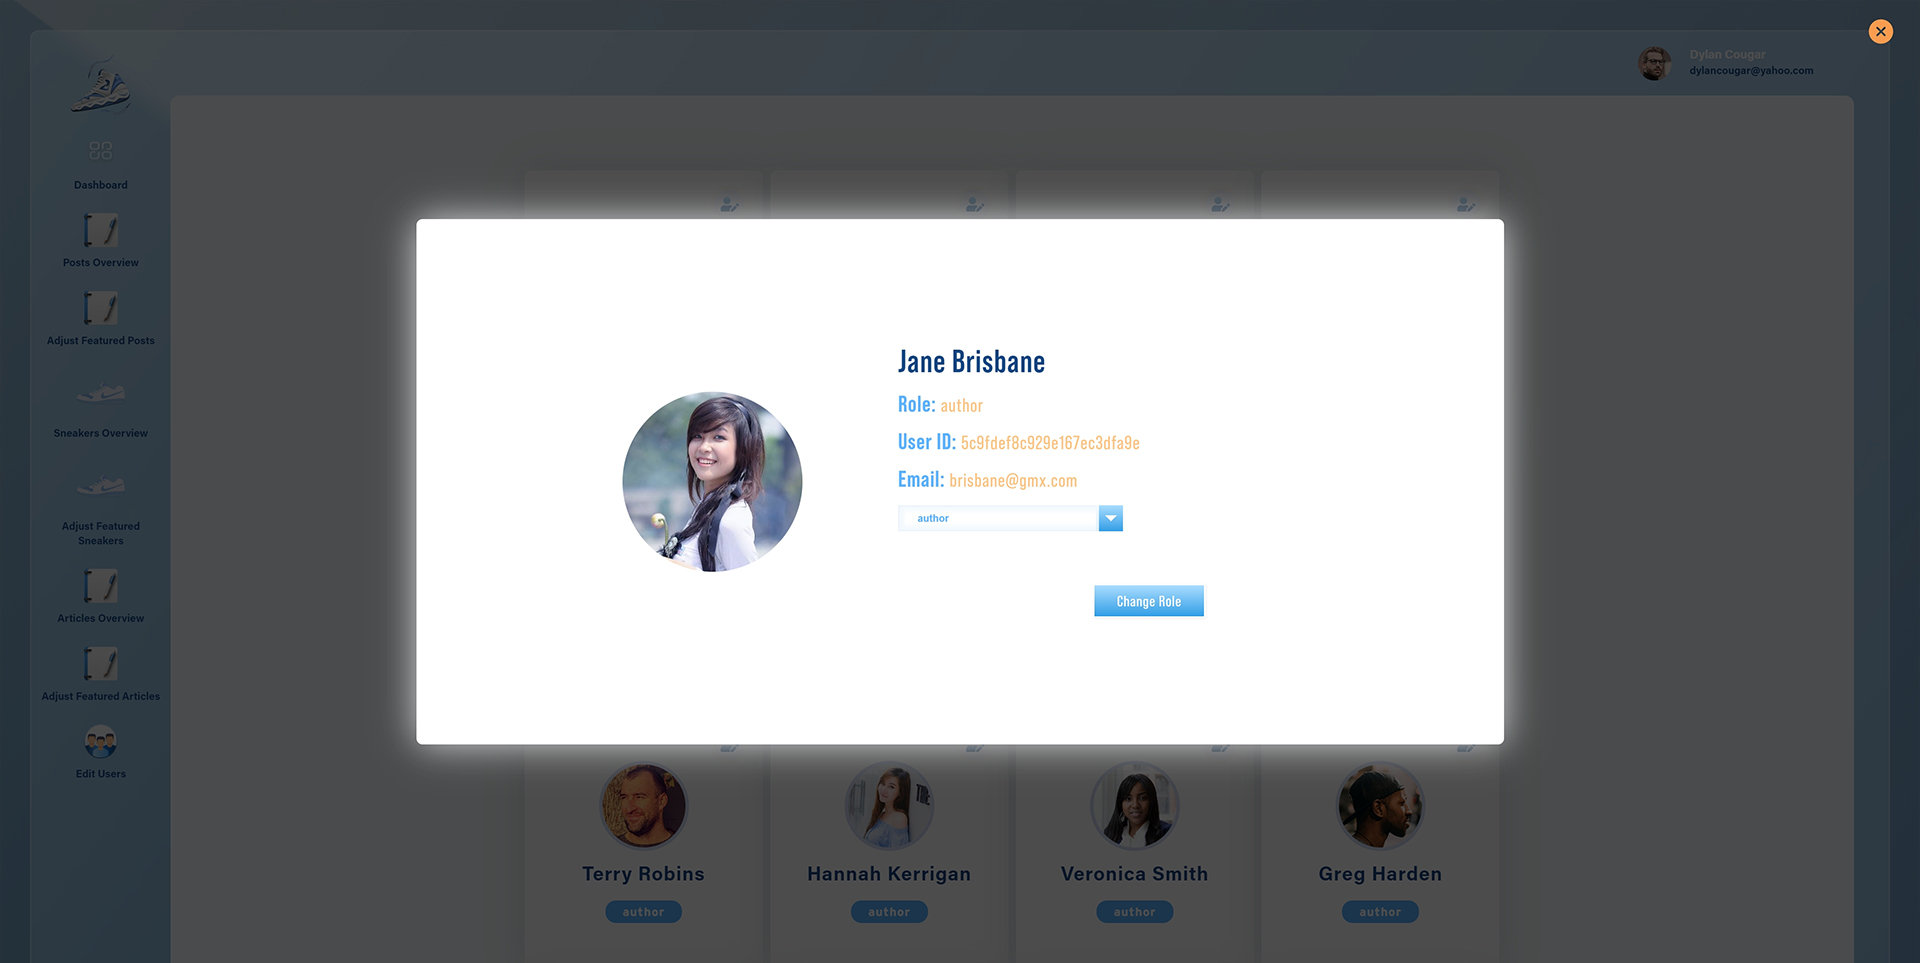 Dylan Cougar
dylancougar@yahoo.com
Dashboard
Posts Overview
Adjust Featured Posts
Sneakers Overview
Adjust Featured
Sneakers
Articles Overview
Adjust Featured Articles
Edit Users
Jane Brisbane
Role: author
User ID: 5c9fdef8c929e167ec3dfa9e
Email: brisbane@gmx.com
author
Change Role
Terry Robins
author
Hannah Kerrigan
author
Veronica Smith
author
Greg Harden
author